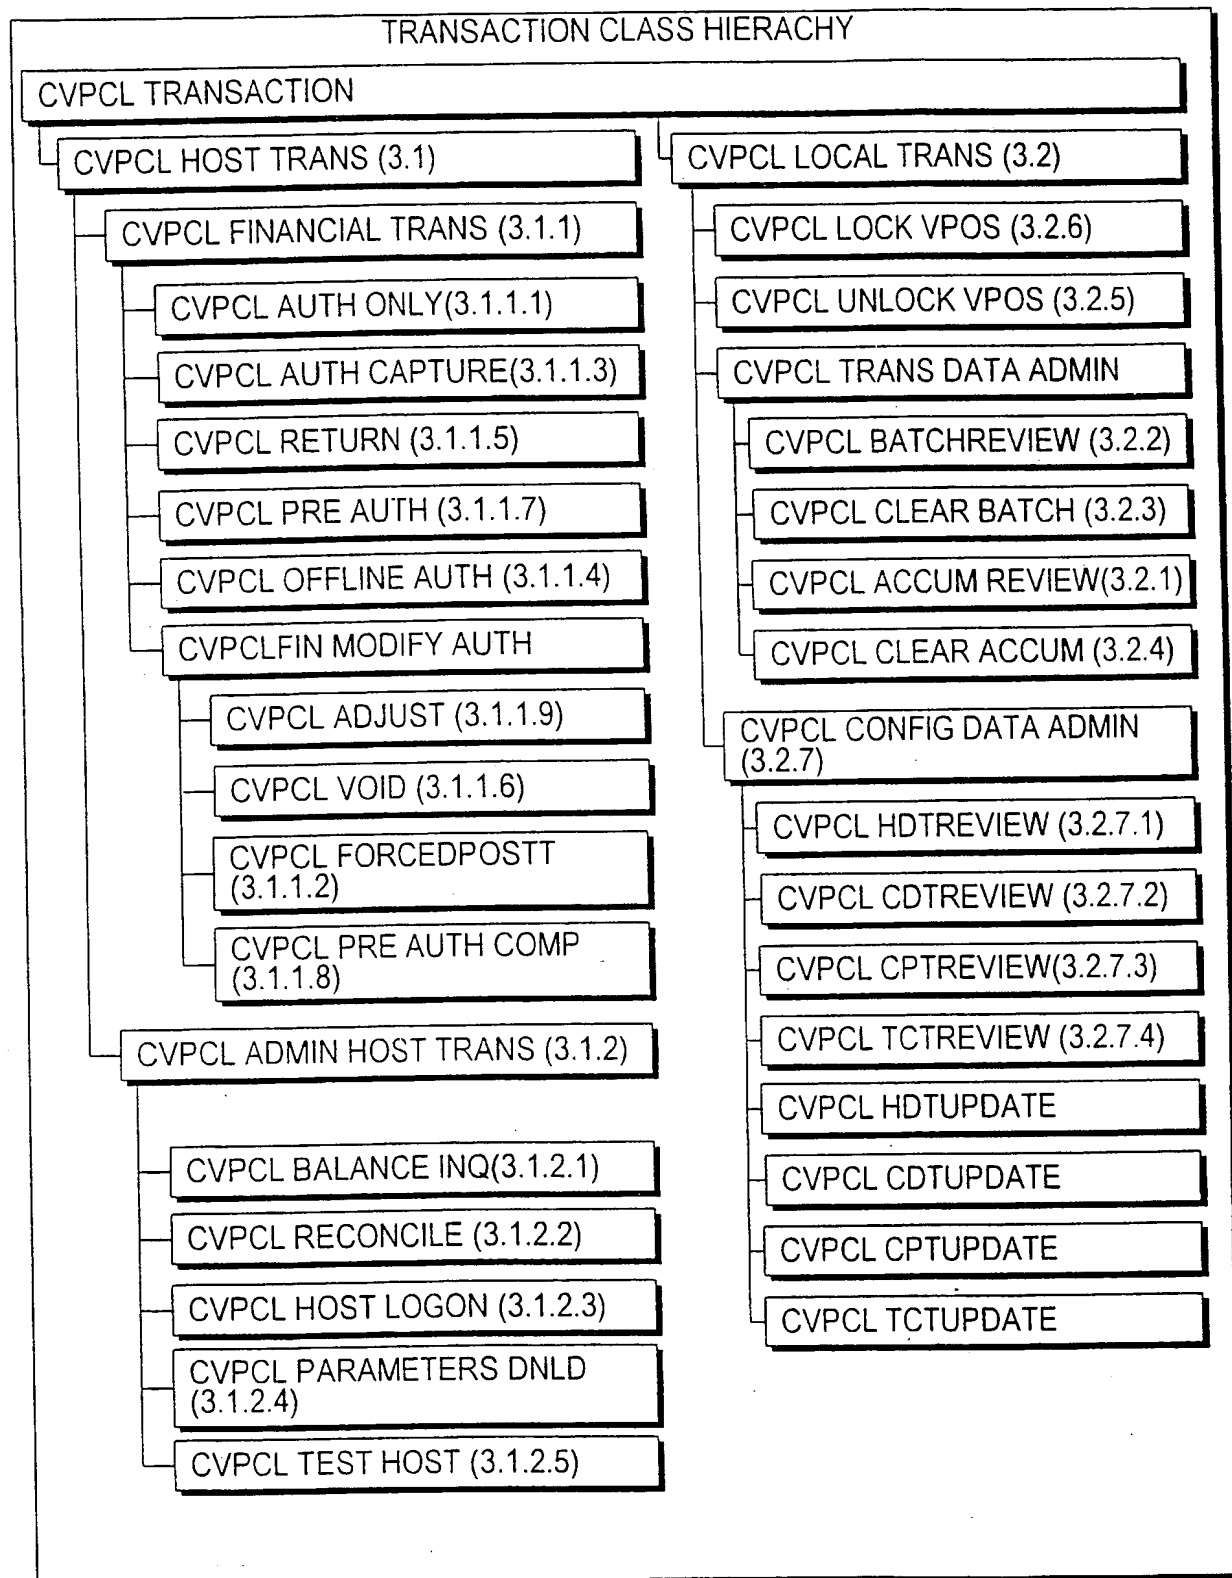 TRANSACTION CLASS HIERACHY
CVPCL TRANSACTION
CVPCL HOST TRANS (3.1)
CVPCL FINANCIAL TRANS (3.1.1)
CVPCL AUTH ONLY(3.1.1.1)
CVPCL AUTH CAPTURE(3.1.1.3)
CVPCL RETURN (3.1.1.5)
CVPCL PRE AUTH (3.1.1.7)
CVPCL OFFLINE AUTH (3.1.1.4)
CVPCLFIN MODIFY AUTH
CVPCL ADJUST (3.1.1.9)
CVPCL VOID (3.1.1.6)
CVPCL FORCEDPOSTT
(3.1.1.2)
CVPCL PRE AUTH COMP
(3.1.1.8)
CVPCL ADMIN HOST TRANS (3.1.2)
CVPCL BALANCE INQ(3.1.2.1)
CVPCL RECONCILE (3.1.2.2)
CVPCL HOST LOGON (3.1.2.3)
CVPCL PARAMETERS DNLD
(3.1.2.4)
CVPCL TEST HOST (3.1.2.5)
CVPCL LOCAL TRANS (3.2)
CVPCL LOCK VPOS (3.2.6)
CVPCL UNLOCK VPOS (3.2.5)
CVPCL TRANS DATA ADMIN
CVPCL BATCHREVIEW (3.2.2)
CVPCL CLEAR BATCH (3.2.3)
CVPCL ACCUM REVIEW(3.2.1)
CVPCL CLEAR ACCUM (3.2.4)
CVPCL CONFIG DATA ADMIN
(3.2.7)
CVPCL HDTREVIEW (3.2.7.1)
CVPCL CDTREVIEW (3.2.7.2)
CVPCL CPTREVIEW(3.2.7.3)
CVPCL TCTREVIEW (3.2.7.4)
CVPCL HDTUPDATE
CVPCL CDTUPDATE
CVPCL CPTUPDATE
CVPCL TCTUPDATE